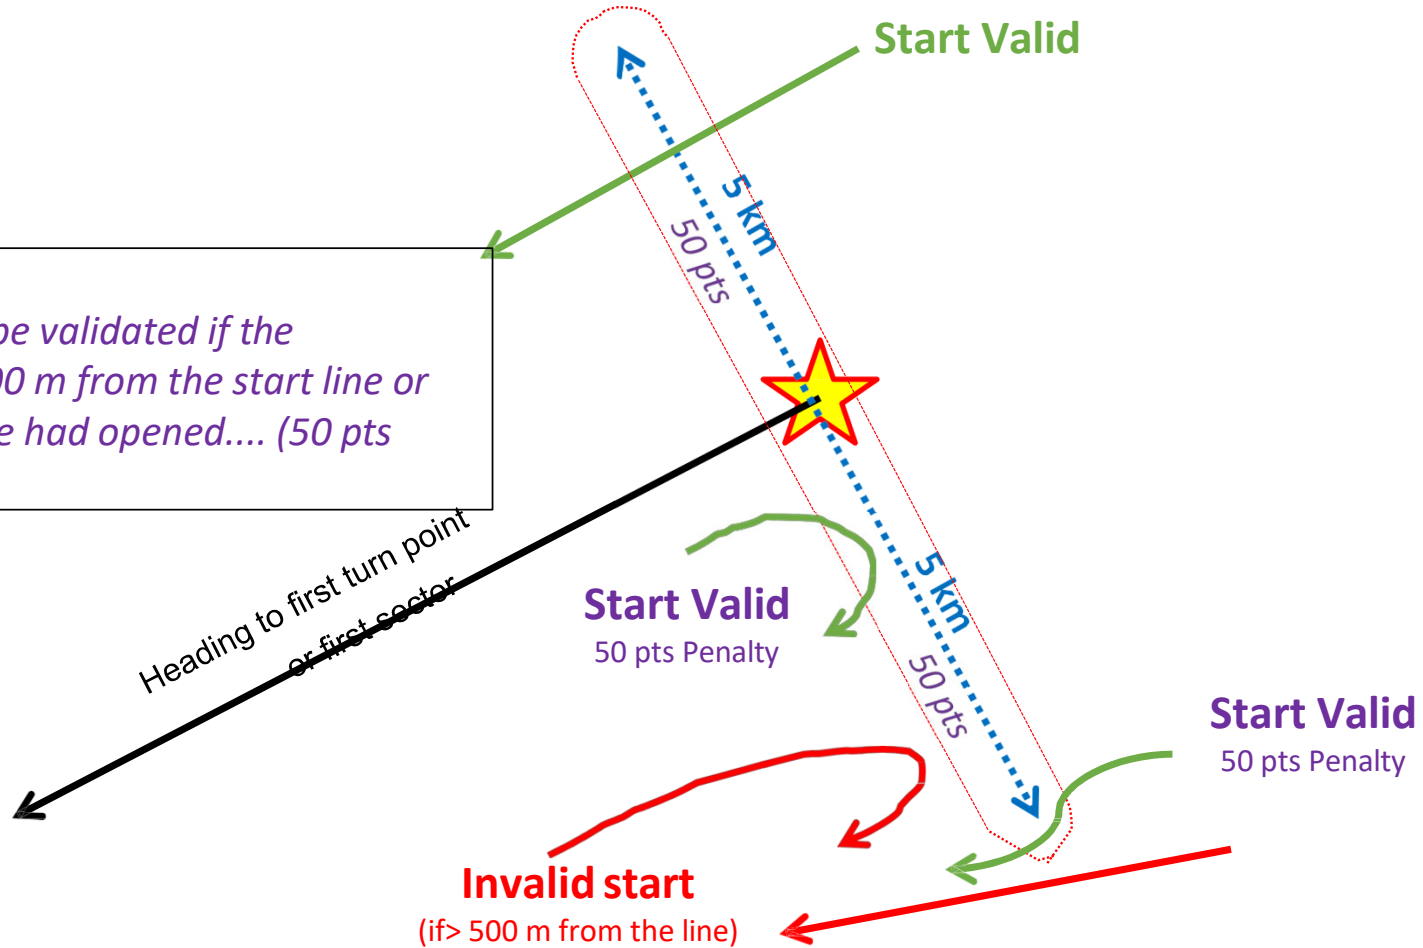 Start Valid
5 km
50 pts
be validated if the
00 m from the start line or
e had opened.... (50 pts
Heading to first turn point
or first sector
Start Valid
50 pts Penalty
5 km
50 pts
Start Valid
50 pts Penalty
Invalid start
(if> 500 m from the line)